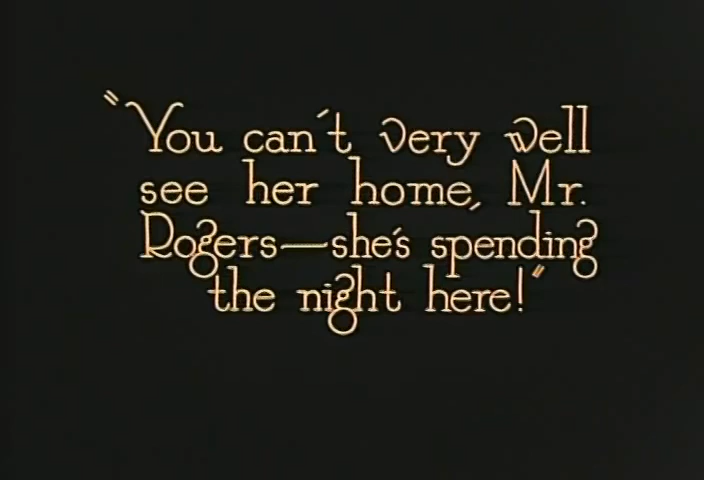 "You can't very well
see her home, Mr.
Rogers—she's spending
the night here!"